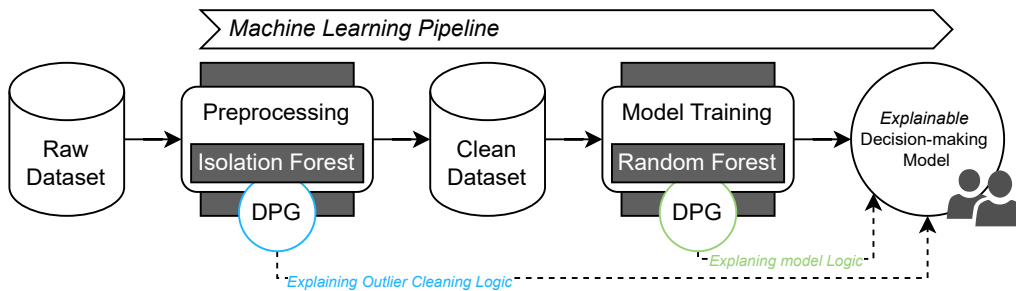 Machine Learning Pipeline
Raw
Dataset
Preprocessing
Isolation Forest
DPG
Clean
Dataset
Model Training
Random Forest
DPG
Explainable
Decision-making
Model
Explaning model Logic
Explaining Outlier Cleaning Logic